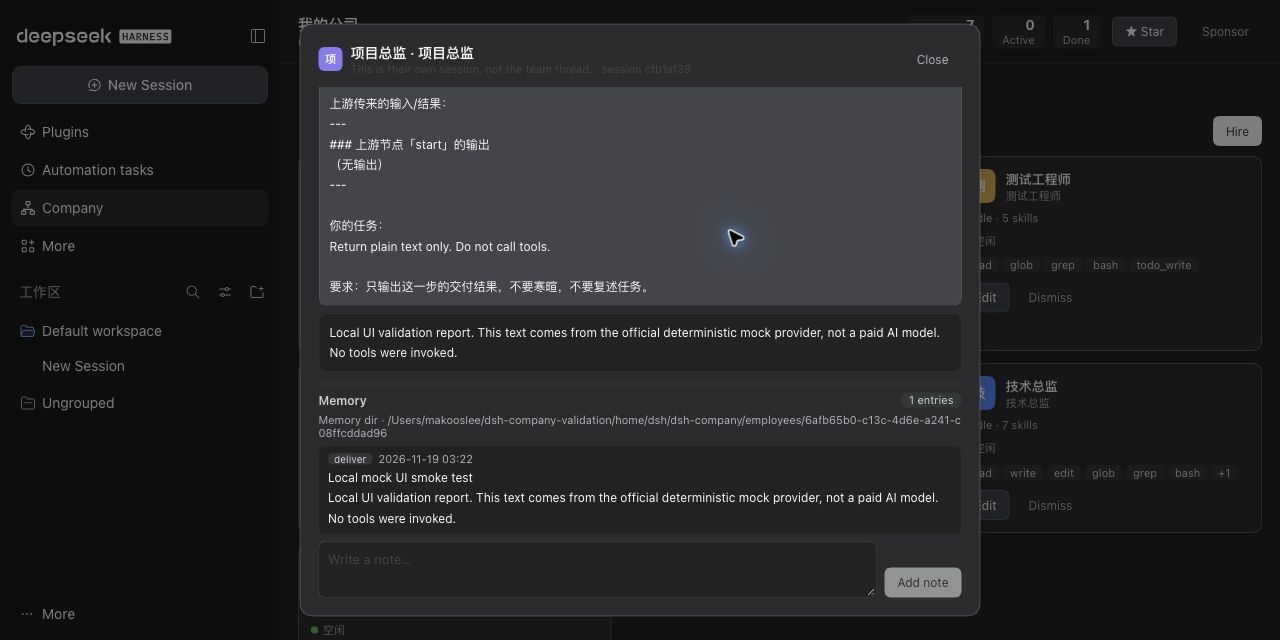 deepseek HARNESS
New Session
Plugins
Automation tasks
Company
More
工作区
Default workspace
New Session
Ungrouped
More
我的公司
7
0
Active
1
Done
Star
Sponsor
Hire
项
项目总监 · 项目总监
This is their own session, not the team thread. · session cfb1af38
Close
上游传来的输入/结果：
---
### 上游节点「start」的输出
（无输出）
---
你的任务：
Return plain text only. Do not call tools.
要求：只输出这一步的交付结果，不要寒暄，不要复述任务。
Local UI validation report. This text comes from the official deterministic mock provider, not a paid AI model.
No tools were invoked.
Memory
1 entries
Memory dir · /Users/makooslee/dsh-company-validation/home/dsh/dsh-company/employees/6afb65b0-c13c-4d6e-a241-c
08ffcddad96
deliver 2026-11-19 03:22
Local mock UI smoke test
Local UI validation report. This text comes from the official deterministic mock provider, not a paid AI model.
No tools were invoked.
Write a note...
Add note
测试工程师
测试工程师
· 5 skills
glob grep bash todo_write
Dismiss
技术总监
技术总监
· 7 skills
write edit glob grep bash +1
Dismiss
空闲